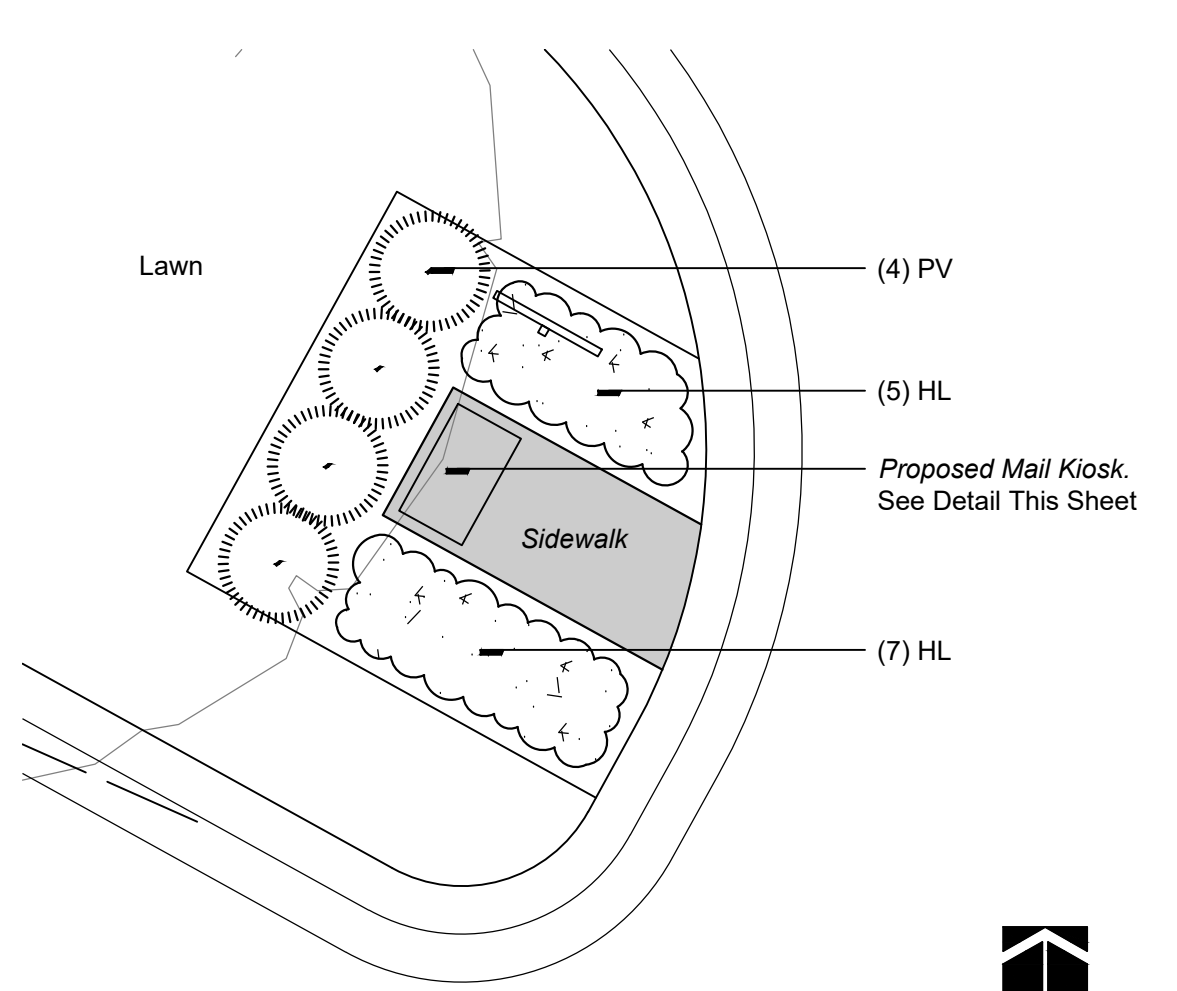 Lawn
(4) PV
(5) HL
Proposed Mail Kiosk.
See Detail This Sheet
Sidewalk
(7) HL